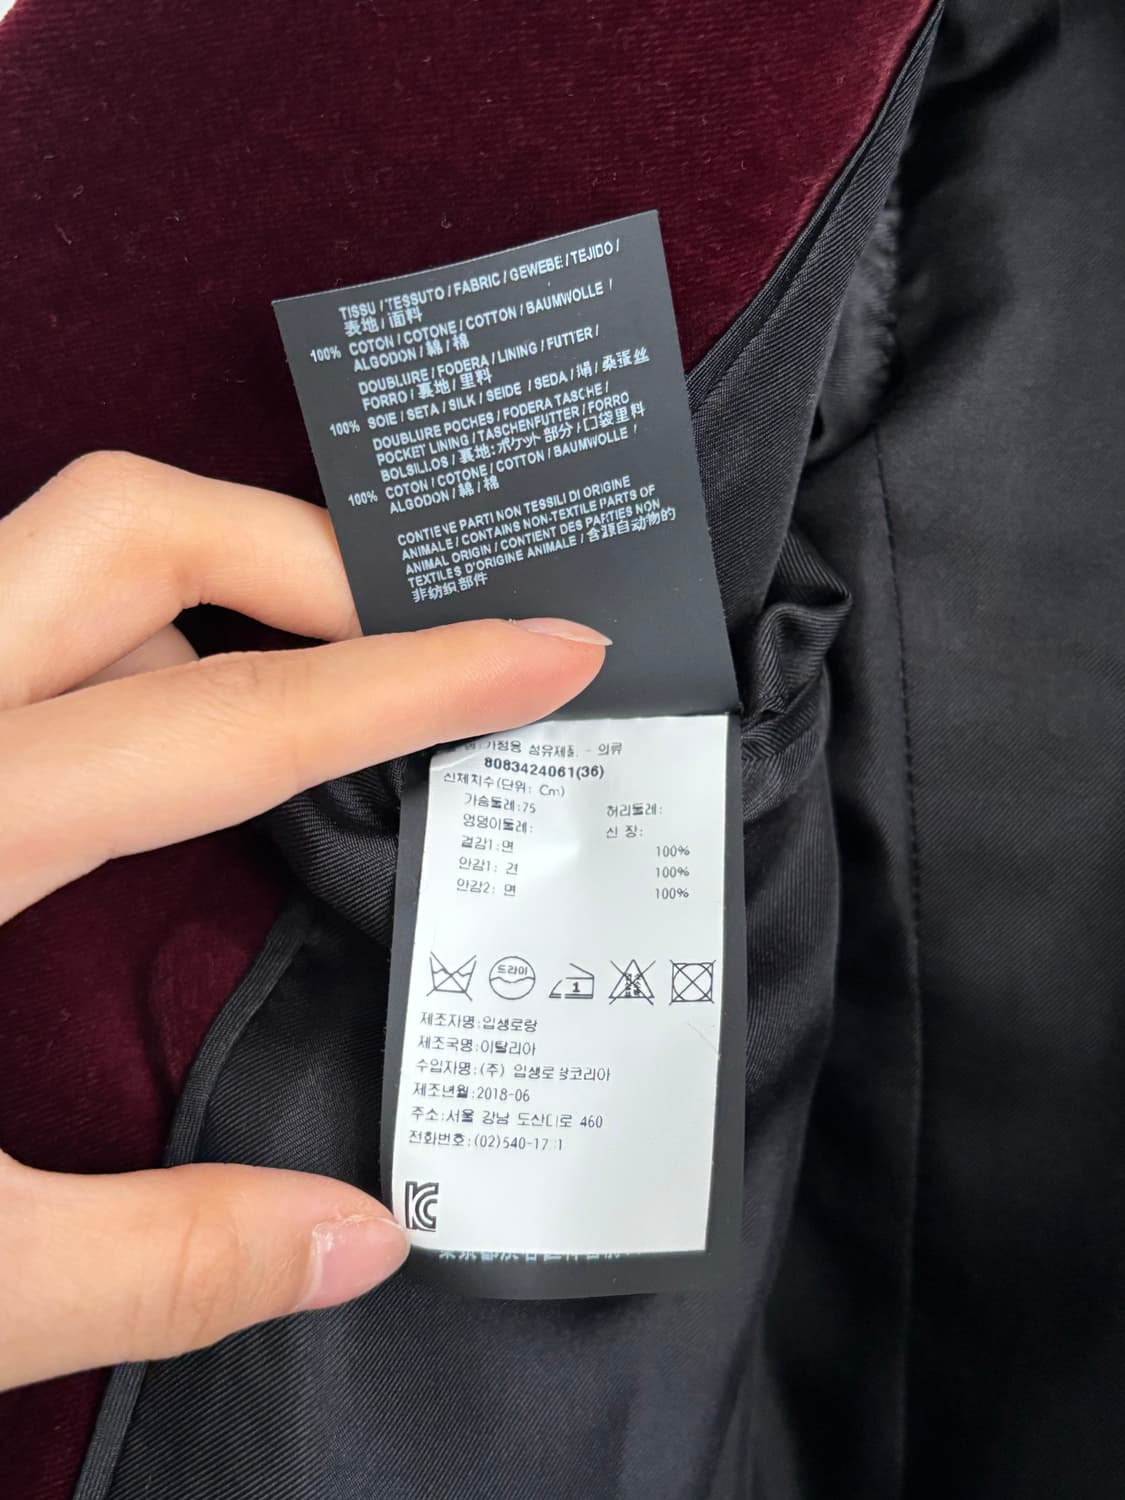 TISSU / TESSUTO / FABRIC / GEWEBE / TEJIDO /
表地 / 面料
100% COTON / COTONE / COTTON / BAUMWOLLE /
ALGODON / 綿 / 棉
DOUBLURE / FODERA / LINING / FUTTER /
FORRO / 裏地 / 里料
100% SOIE / SETA / SILK / SEIDE / SEDA / 絹 / 桑蚕丝
DOUBLURE POCHES / FODERA TASCHE /
POCKET LINING / TASCHENFUTTER / FORRO
BOLSILLOS / 裏地: ポケット部分 / 口袋里料
100% COTON / COTONE / COTTON / BAUMWOLLE /
ALGODON / 綿 / 棉
CONTIENE PARTI NON TESSILI DI ORIGINE
ANIMALE / CONTAINS NON-TEXTILE PARTS OF
ANIMAL ORIGIN / CONTIENT DES PARTIES NON
TEXTILES D'ORIGINE ANIMALE / 含源自动物的
非纺织部件
가정용 섬유제품 - 의류
8083424061(36)
신체치수(단위: Cm)
가슴둘레:75 허리둘레:
엉덩이둘레: 신 장:
겉감1:면 100%
안감1: 견 100%
안감2: 면 100%
드라이
1
제조자명:입생로랑
제조국명:이탈리아
수입자명:(주) 입생로랑코리아
제조년월:2018-06
주소:서울 강남 도산대로 460
전화번호:(02)
KC